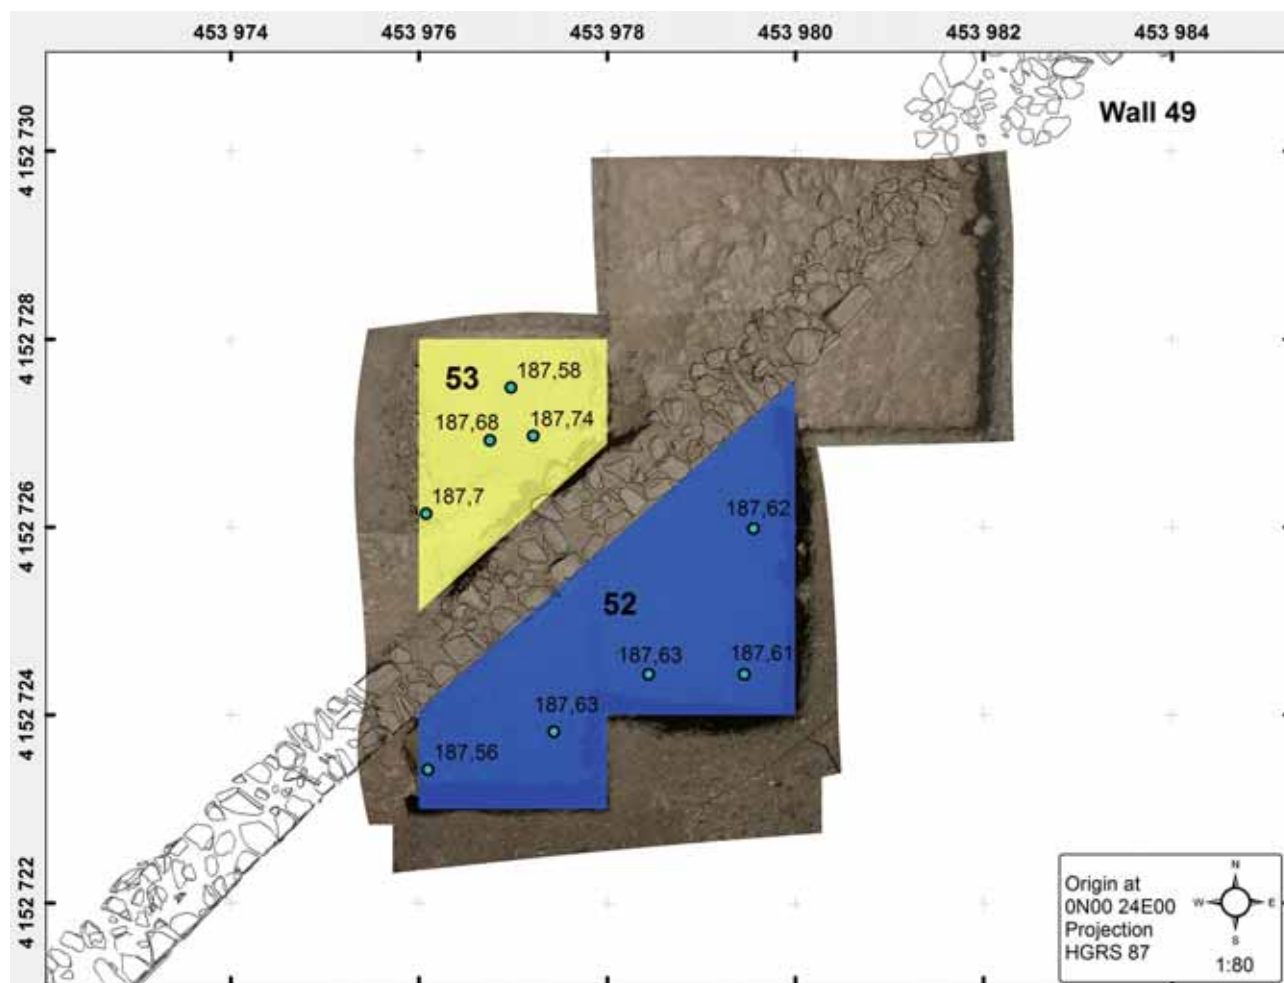 453 974
453 976
453 978
453 980
453 982
453 984
4 152 730
4 152 728
4 152 726
4 152 724
4 152 722
Wall 49
53
187,58
187,68
187,74
187,7
187,62
52
187,63
187,61
187,63
187,56
Origin at
0N00 24E00
Projection
HGRS 87
N
W
E
S
1:80